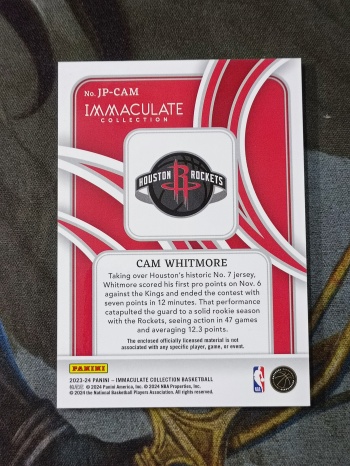 No. JP-CAM
IMMACULATE
COLLECTION
HOUSTON R ROCKETS
CAM WHITMORE
Taking over Houston's historic No. 7 jersey,
Whitmore scored his first pro points on Nov. 6
against the Kings and ended the contest with
seven points in 12 minutes. That performance
catapulted the guard to a solid rookie season
with the Rockets, seeing action in 47 games
and averaging 12.3 points.
The enclosed officially licensed material is not
associated with any specific player, game, or event.
PANINI
2023-24 PANINI – IMMACULATE COLLECTION BASKETBALL
© 2024 Panini America, Inc. © 2024 NBA Properties, Inc.
© 2024 the National Basketball Players Association. All rights reserved.
NBA